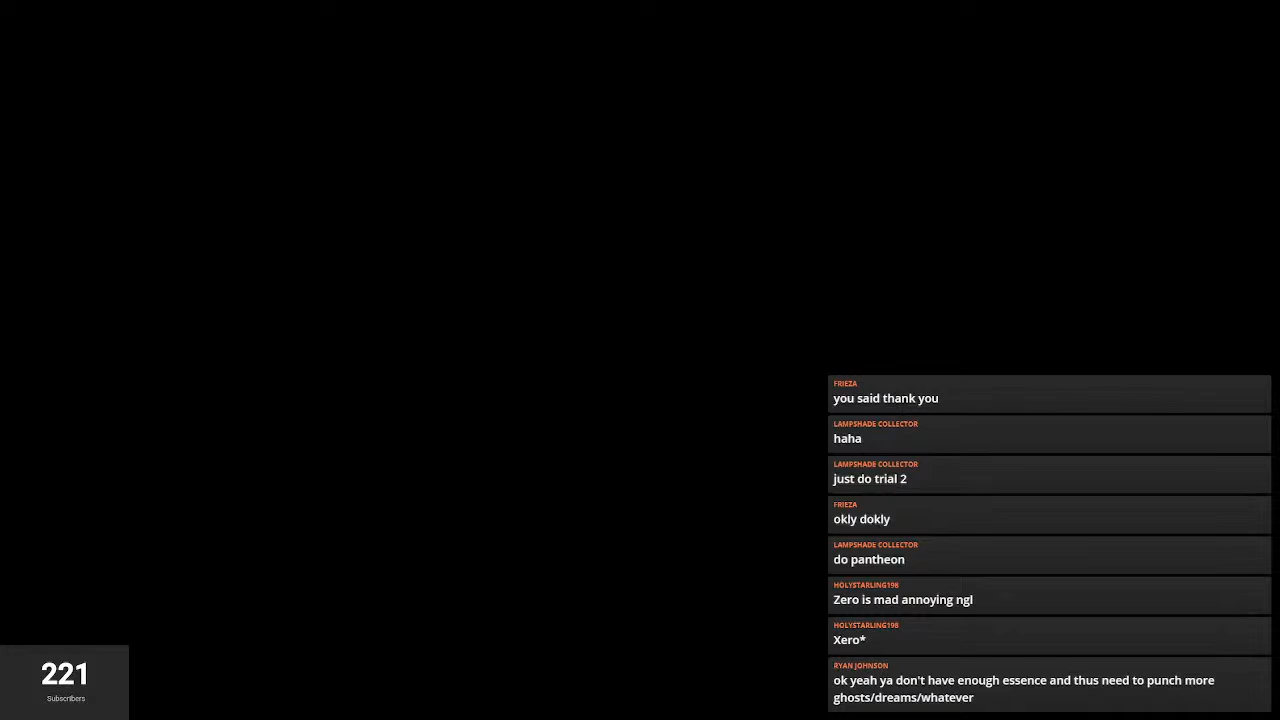 FRIEZA
you said thank you
LAMPSHADE COLLECTOR
haha
LAMPSHADE COLLECTOR
just do trial 2
FRIEZA
okly dokly
LAMPSHADE COLLECTOR
do pantheon
HOLYSTARLING198
Zero is mad annoying ngl
HOLYSTARLING198
Xero*
RYAN JOHNSON
ok yeah ya don't have enough essence and thus need to punch more
ghosts/dreams/whatever
221
Subscribers